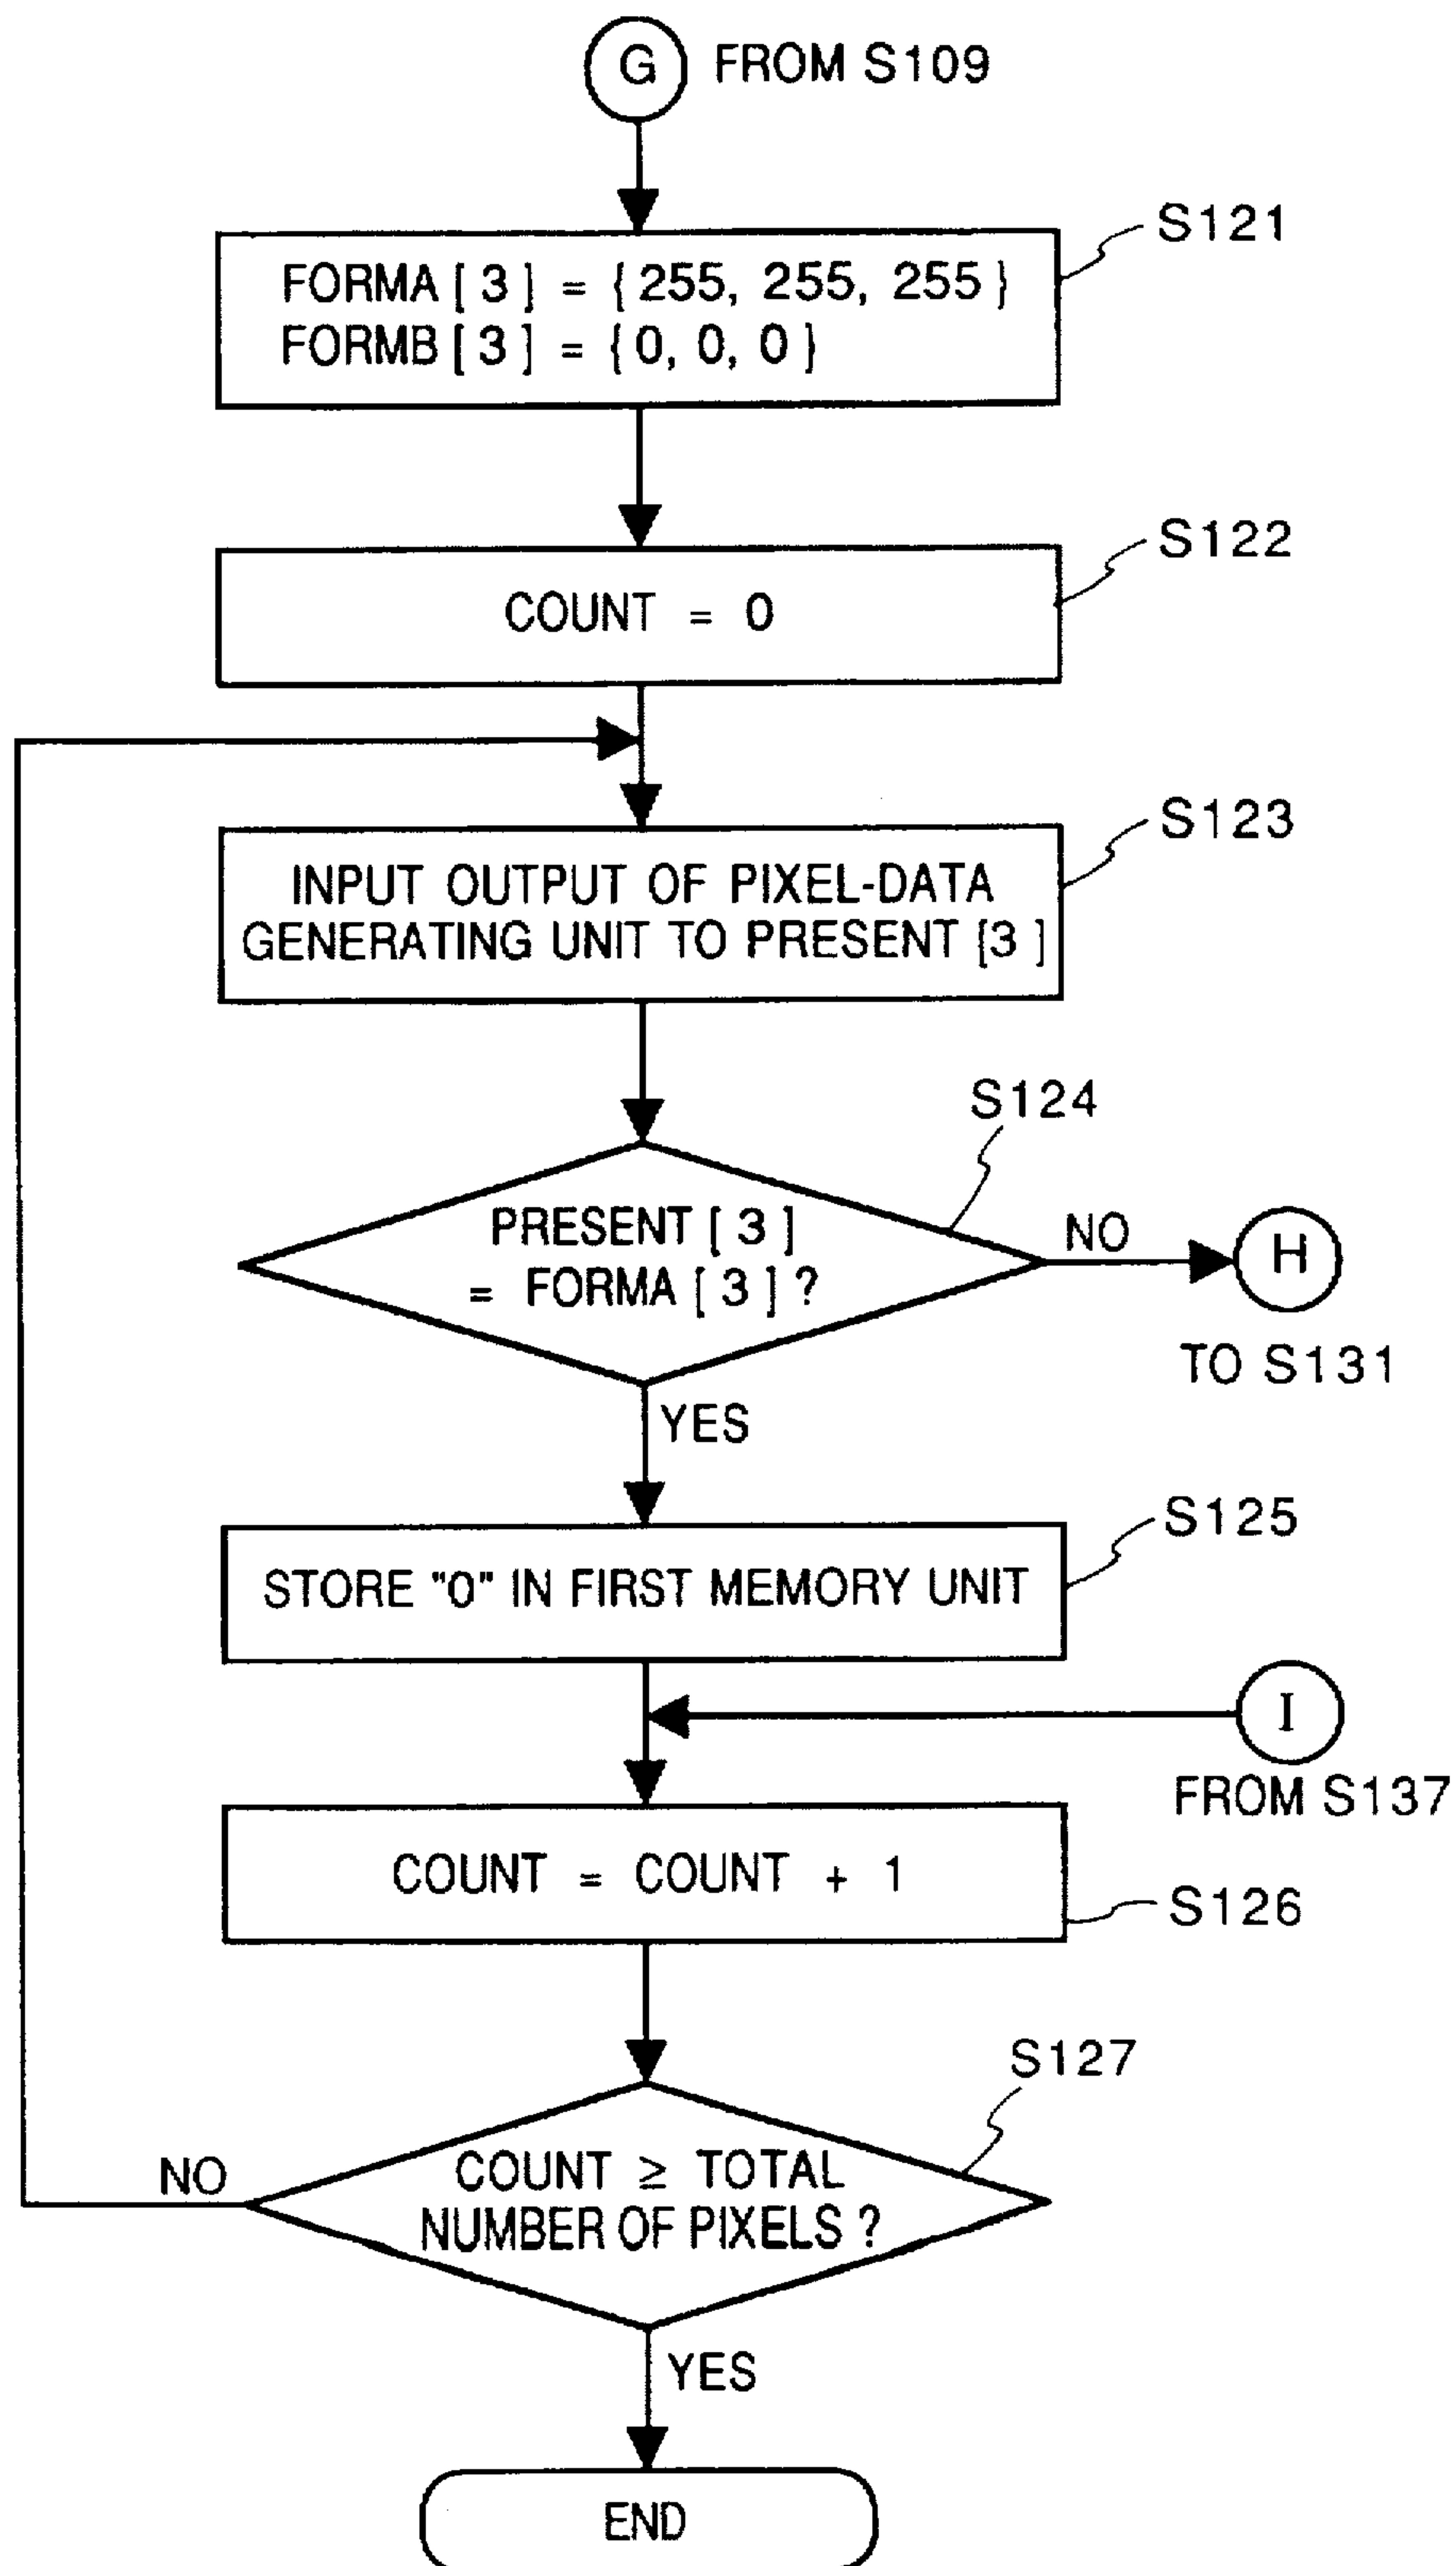 G FROM S109
S121
FORMA [ 3 ] = { 255, 255, 255 }
FORMB [ 3 ] = { 0, 0, 0 }
S122
COUNT = 0
S123
INPUT OUTPUT OF PIXEL-DATA
GENERATING UNIT TO PRESENT [3 ]
S124
PRESENT [ 3 ]
= FORMA [ 3 ] ?
NO
H
TO S131
YES
S125
STORE "0" IN FIRST MEMORY UNIT
I
FROM S137
COUNT = COUNT + 1
S126
S127
COUNT ≥ TOTAL
NUMBER OF PIXELS ?
NO
YES
END